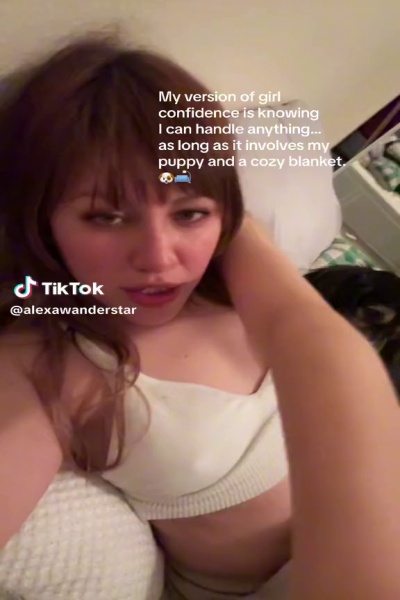 My version of girl
confidence is knowing
I can handle anything...
as long as it involves my
puppy and a cozy blanket.
🐶🛋️
TikTok
@alexawanderstar